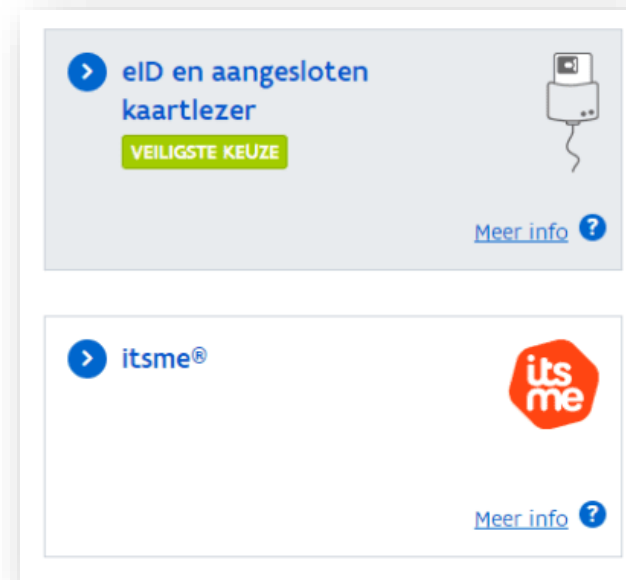 eID en aangesloten
kaartlezer
VEILIGSTE KEUZE
Meer info ?
itsme®
its
me
Meer info ?